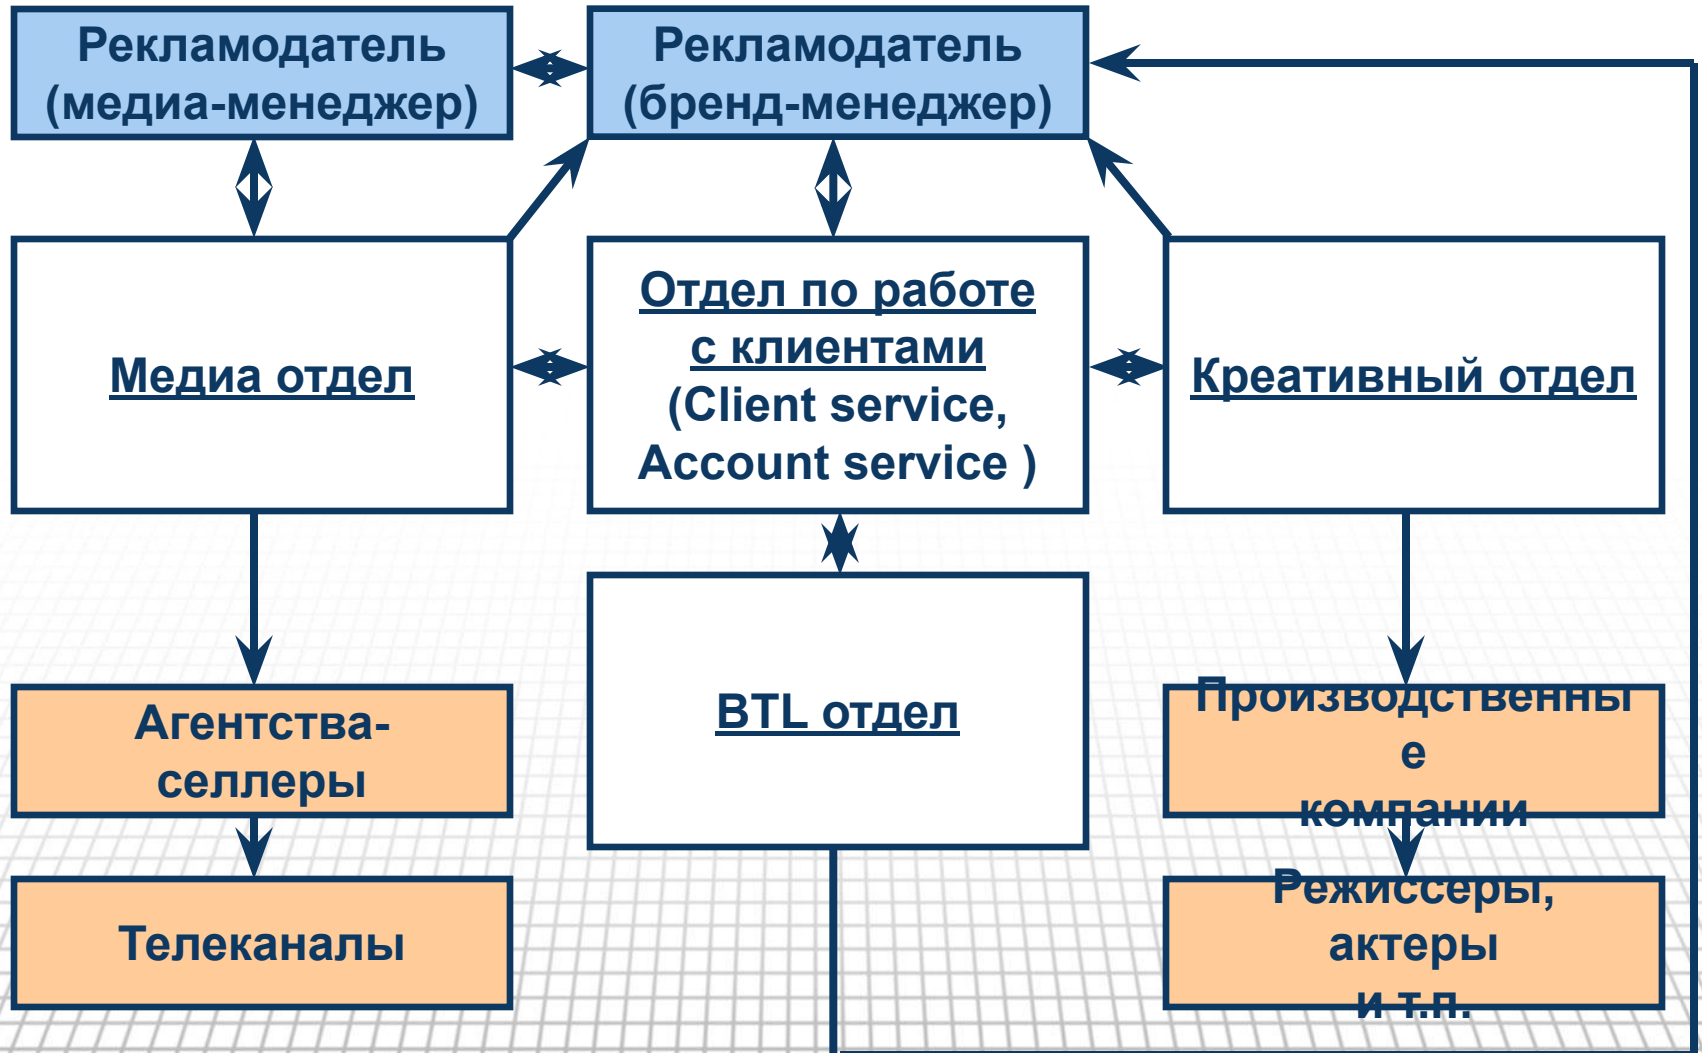 Рекламодатель
(медиа-менеджер)
Рекламодатель
(бренд-менеджер)
Медиа отдел
Отдел по работе
с клиентами
(Client service,
Account service )
Креативный отдел
BTL отдел
Агентства-
селлеры
Производственны
е
компании
Телеканалы
Режиссеры,
актеры
и т.п.